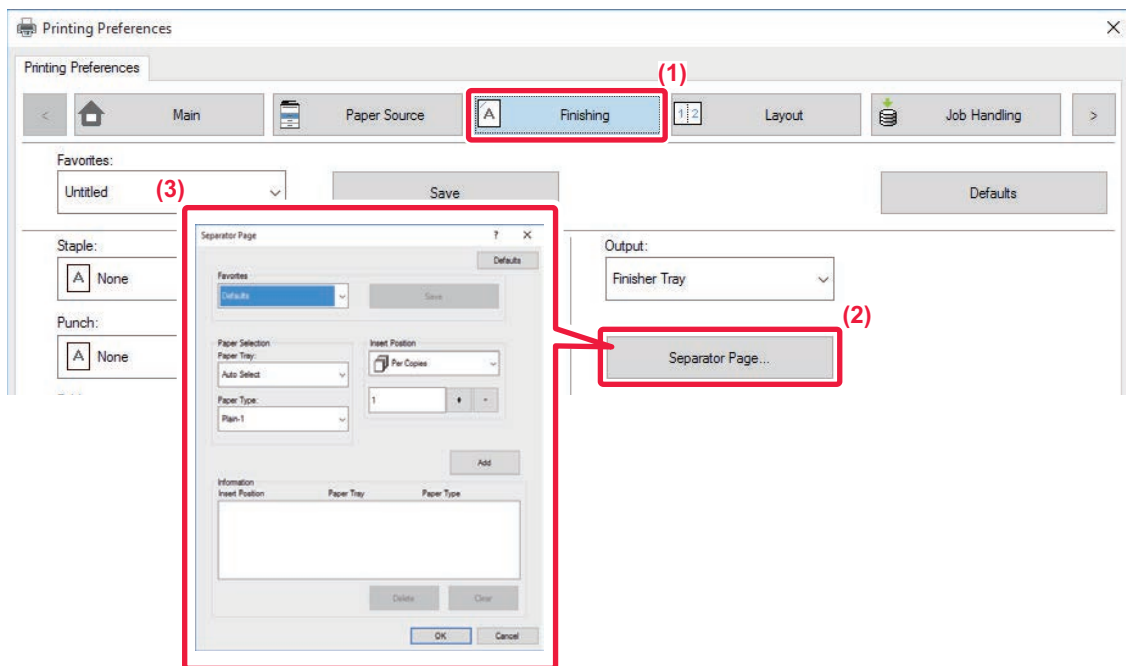 Printing Preferences
Printing Preferences
(1)
< Main Paper Source A Finishing 1 2 Layout Job Handling >
Favorites:
Untitled (3) Save Defaults
Staple:
A None
Punch:
A None
Separator Page ? ×
Defaults
Favorites
Defaults Save
Paper Selection Insert Position
Paper Tray:
Per Copies
Auto Select
Paper Type:
1 + -
Plain-1
Add
Information
Insert Position Paper Tray Paper Type
Delete Clear
OK Cancel
Output:
Finisher Tray
(2)
Separator Page...